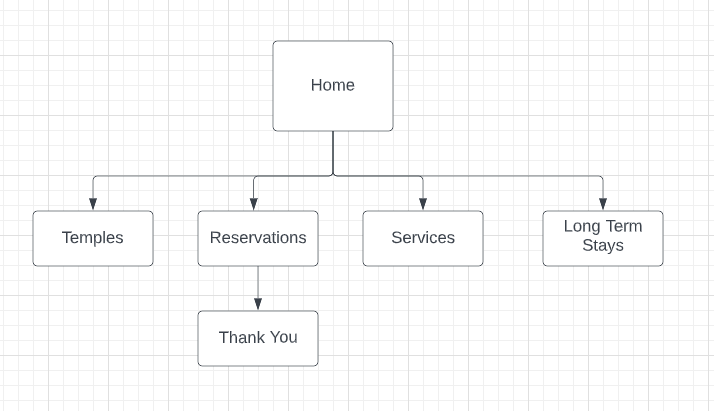 Home
Temples
Reservations
Services
Long Term
Stays
Thank You